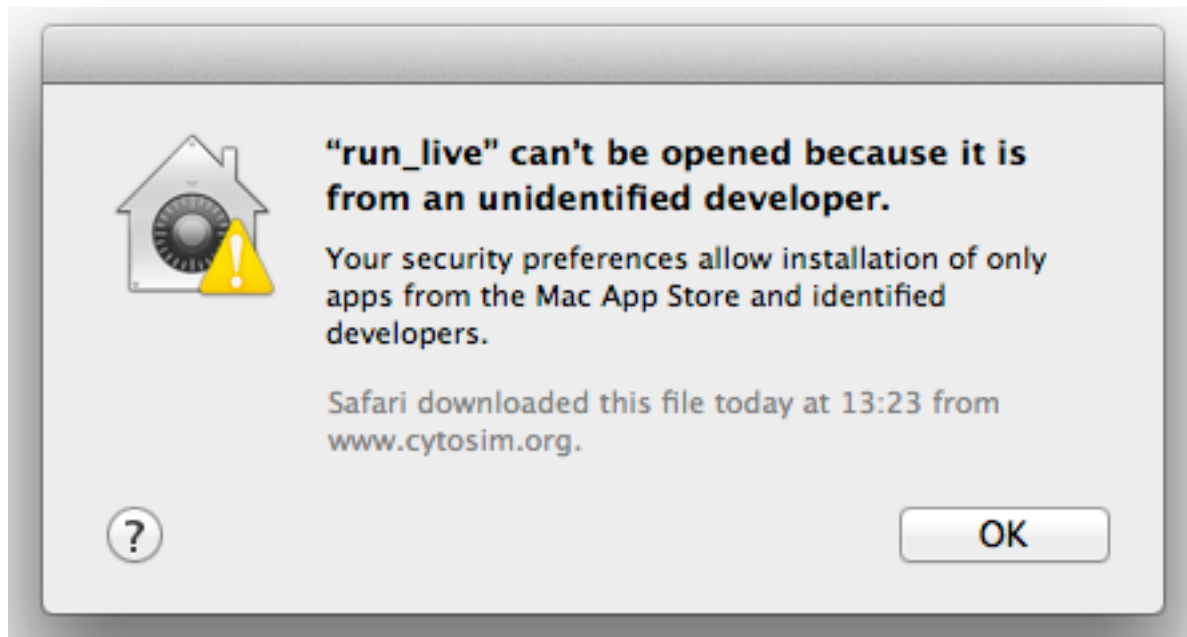 “run_live” can’t be opened because it is
from an unidentified developer.
Your security preferences allow installation of only
apps from the Mac App Store and identified
developers.
Safari downloaded this file today at 13:23 from
www.cytosim.org.
?
OK